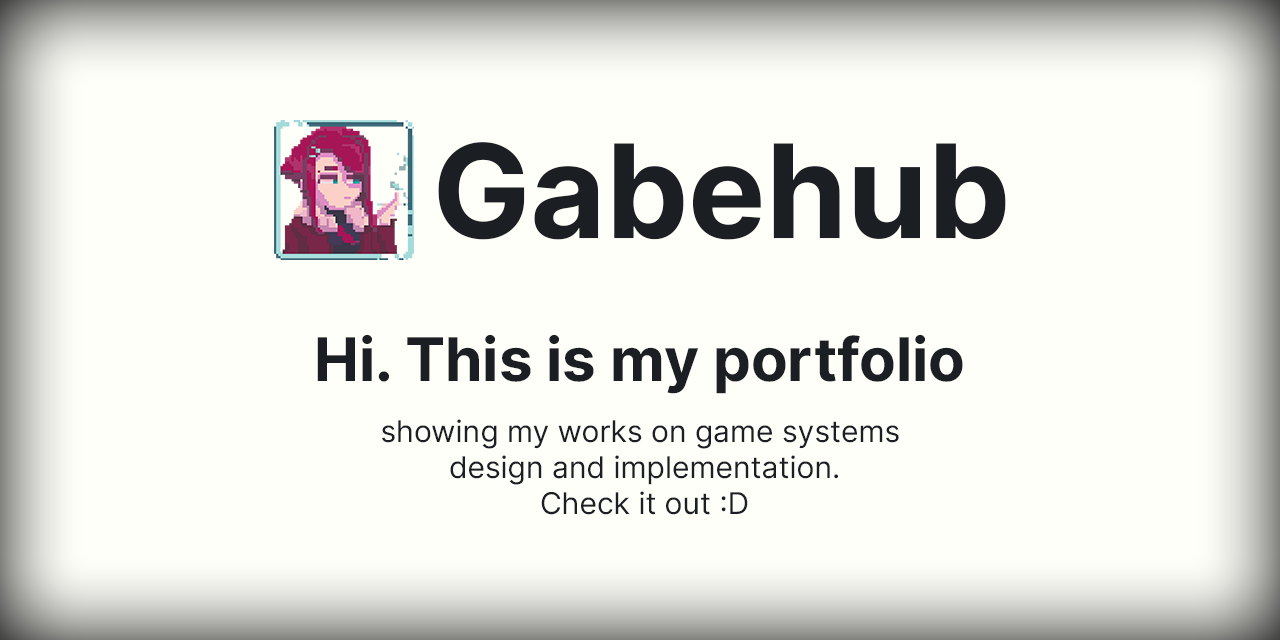 Gabehub
Hi. This is my portfolio
showing my works on game systems
design and implementation.
Check it out :D